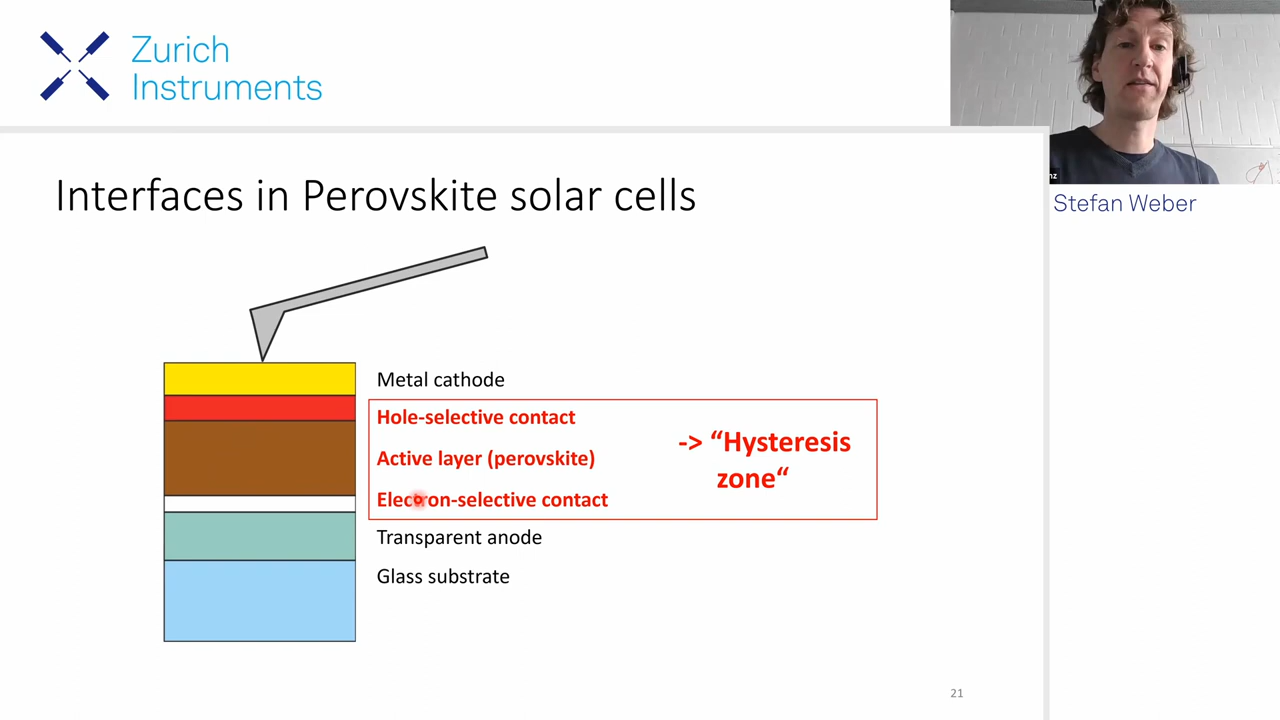 Zurich
Instruments
nz
Stefan Weber
Interfaces in Perovskite solar cells
Metal cathode
Hole-selective contact
Active layer (perovskite)
-> “Hysteresis
zone“
Electron-selective contact
Transparent anode
Glass substrate
21